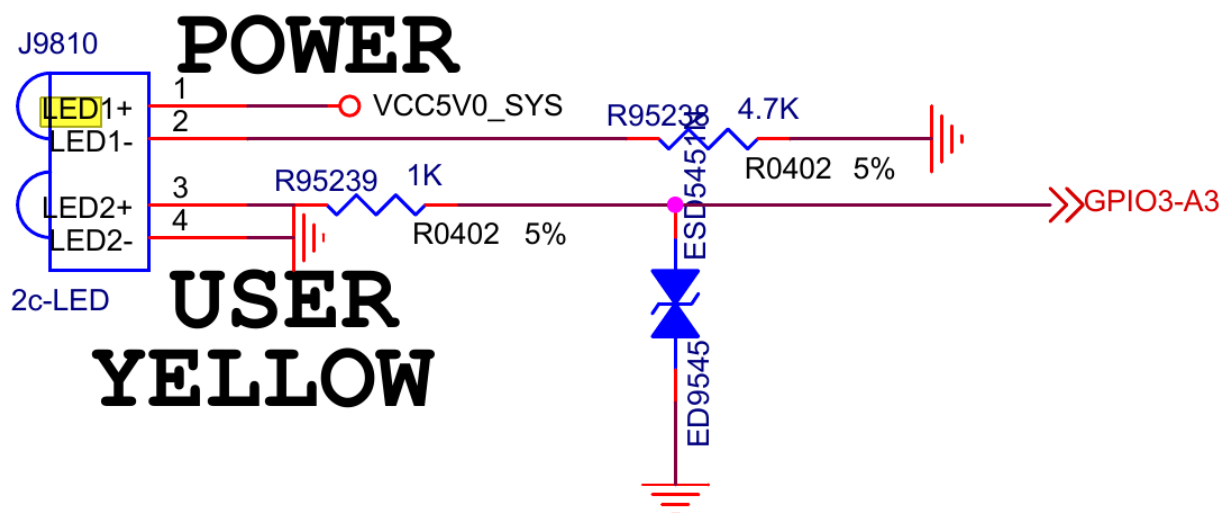 POWER
J9810
LED1+ 1 VCC5V0_SYS
LED1- 2 R95238 4.7K
R0402 5%
LED2+ 3 R95239 1K GPIO3-A3
R0402 5%
LED2- 4
ESD5451N
2c-LED
USER
YELLOW
ED9545